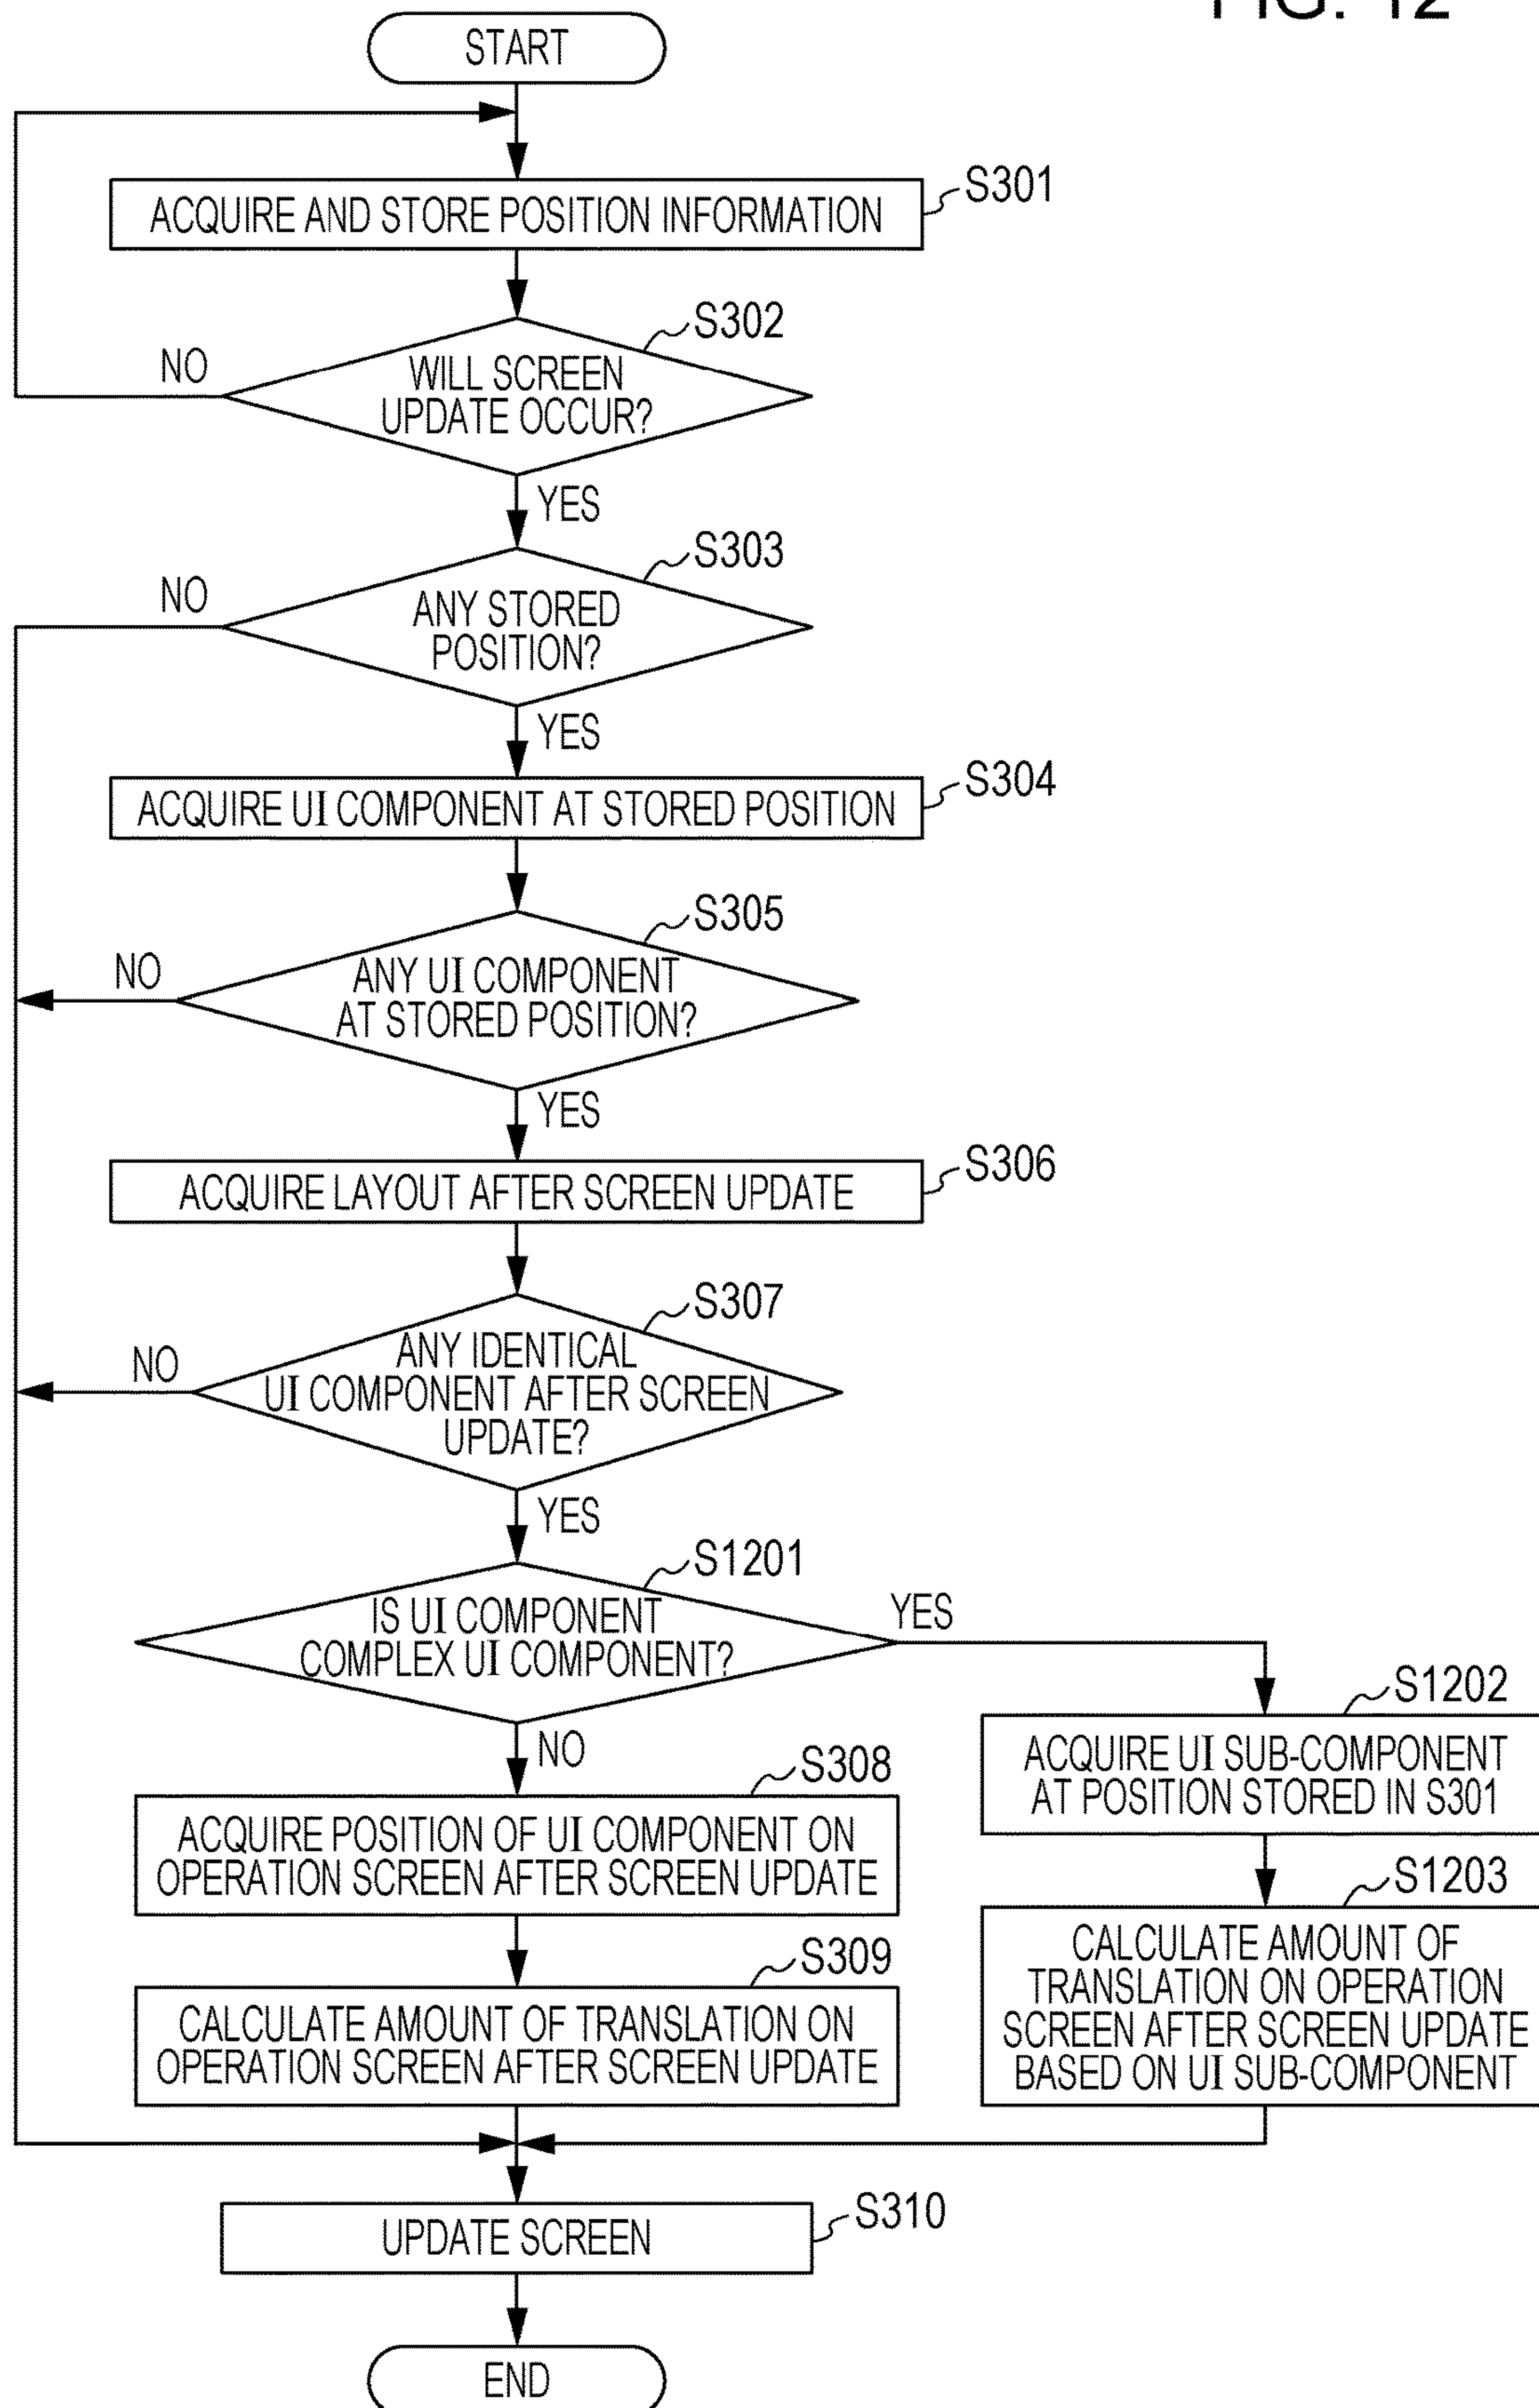 FIG. 12
START
ACQUIRE AND STORE POSITION INFORMATION
S301
S302
NO
WILL SCREEN
UPDATE OCCUR?
YES
S303
NO
ANY STORED
POSITION?
YES
S304
ACQUIRE UI COMPONENT AT STORED POSITION
S305
NO
ANY UI COMPONENT
AT STORED POSITION?
YES
S306
ACQUIRE LAYOUT AFTER SCREEN UPDATE
S307
NO
ANY IDENTICAL
UI COMPONENT AFTER SCREEN
UPDATE?
YES
S1201
IS UI COMPONENT
COMPLEX UI COMPONENT?
YES
NO
S1202
ACQUIRE UI SUB-COMPONENT
AT POSITION STORED IN S301
S308
ACQUIRE POSITION OF UI COMPONENT ON
OPERATION SCREEN AFTER SCREEN UPDATE
S1203
CALCULATE AMOUNT OF
TRANSLATION ON OPERATION
SCREEN AFTER SCREEN UPDATE
BASED ON UI SUB-COMPONENT
S309
CALCULATE AMOUNT OF TRANSLATION ON
OPERATION SCREEN AFTER SCREEN UPDATE
S310
UPDATE SCREEN
END